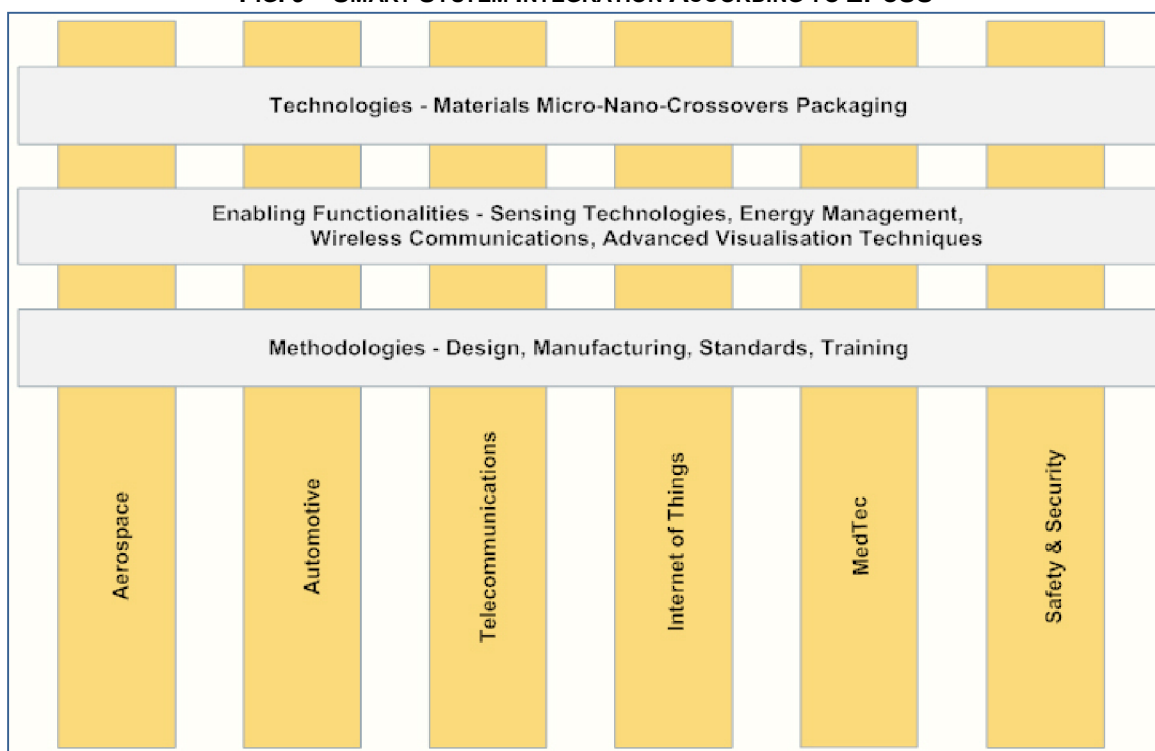 Technologies - Materials Micro-Nano-Crossovers Packaging
Enabling Functionalities - Sensing Technologies, Energy Management,
Wireless Communications, Advanced Visualisation Techniques
Methodologies - Design, Manufacturing, Standards, Training
Aerospace
Automotive
Telecommunications
Internet of Things
MedTec
Safety & Security